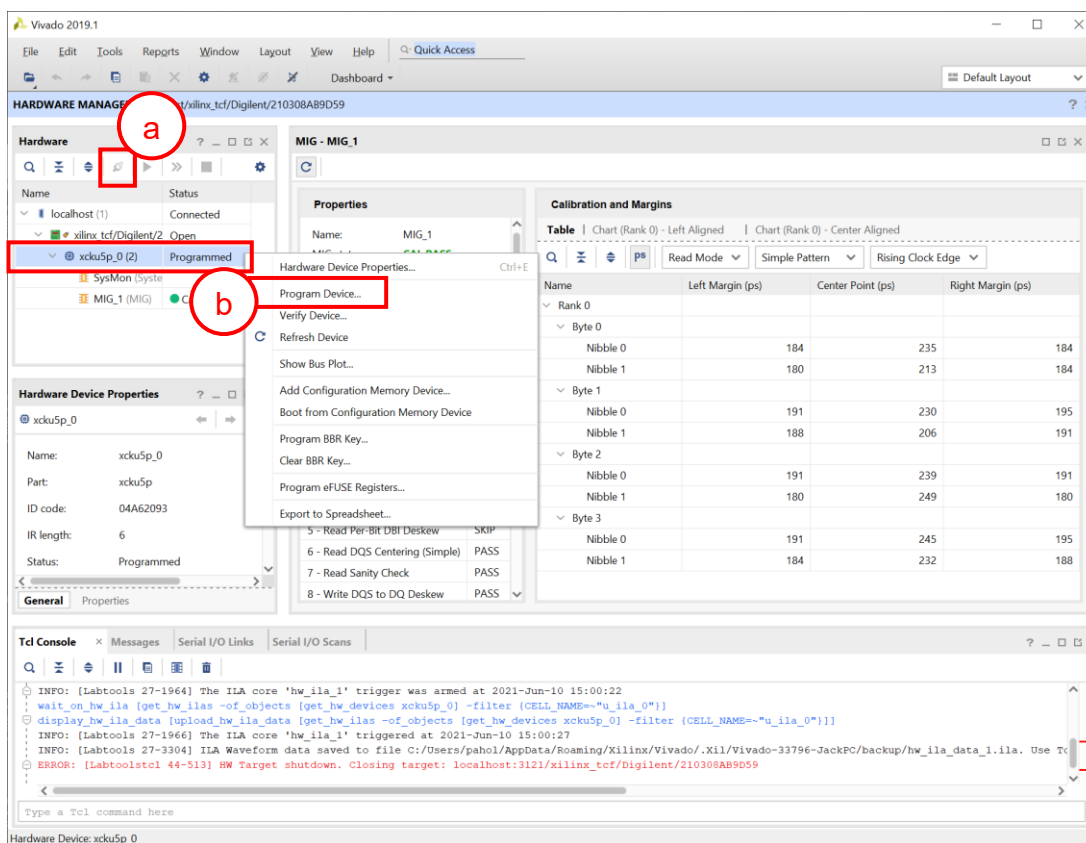 Vivado 2019.1
File Edit Tools Reports Window Layout View Help Quick Access
Dashboard Default Layout
HARDWARE MANAGE st/xilinx_tcf/Digilent/210308AB9D59 ?
a
Hardware ?
Name Status
localhost (1) Connected
xilinx_tcf/Digilent/2 Open
xcku5p_0 (2) Programmed
SysMon (Syste
MIG_1 (MIG) C
b
Hardware Device Properties ?
xcku5p_0
Name: xcku5p_0
Part: xcku5p
ID code: 04A62093
IR length: 6
Status: Programmed
General Properties
Hardware Device Properties... Ctrl+E
Program Device...
Verify Device...
Refresh Device
Show Bus Plot...
Add Configuration Memory Device...
Boot from Configuration Memory Device
Program BBR Key...
Clear BBR Key...
Program eFUSE Registers...
Export to Spreadsheet...
MIG - MIG_1
Properties
Name: MIG_1
5 - Read Per-Bit DBI Deskew SKIP
6 - Read DQS Centering (Simple) PASS
7 - Read Sanity Check PASS
8 - Write DQS to DQ Deskew PASS
Calibration and Margins
Table | Chart (Rank 0) - Left Aligned | Chart (Rank 0) - Center Aligned
ps Read Mode Simple Pattern Rising Clock Edge
Name Left Margin (ps) Center Point (ps) Right Margin (ps)
Rank 0
Byte 0
Nibble 0 184 235 184
Nibble 1 180 213 184
Byte 1
Nibble 0 191 230 195
Nibble 1 188 206 191
Byte 2
Nibble 0 191 239 191
Nibble 1 180 249 180
Byte 3
Nibble 0 191 245 195
Nibble 1 184 232 188
Tcl Console Messages Serial I/O Links Serial I/O Scans ?
INFO: [Labtools 27-1964] The ILA core 'hw_ila_1' trigger was armed at 2021-Jun-10 15:00:22
wait_on_hw_ila [get_hw_ilas -of_objects [get_hw_devices xcku5p_0] -filter {CELL_NAME=~"u_ila_0"}]
display_hw_ila_data [upload_hw_ila_data [get_hw_ilas -of_objects [get_hw_devices xcku5p_0] -filter {CELL_NAME=~"u_ila_0"}]]
INFO: [Labtools 27-1966] The ILA core 'hw_ila_1' triggered at 2021-Jun-10 15:00:27
INFO: [Labtools 27-3304] ILA Waveform data saved to file C:/Users/pahol/AppData/Roaming/Xilinx/Vivado/.Xil/Vivado-33796-JackPC/backup/hw_ila_data_1.ila. Use Tc
ERROR: [Labtoolstcl 44-513] HW Target shutdown. Closing target: localhost:3121/xilinx_tcf/Digilent/210308AB9D59
Type a Tcl command here
Hardware Device: xcku5p_0